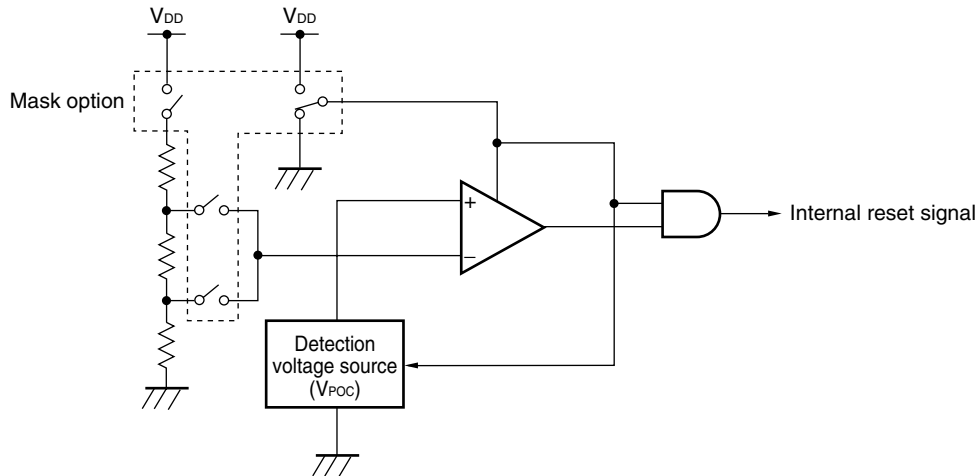 VDD
VDD
Mask option
+
−
Internal reset signal
Detection
voltage source
(VPOC)